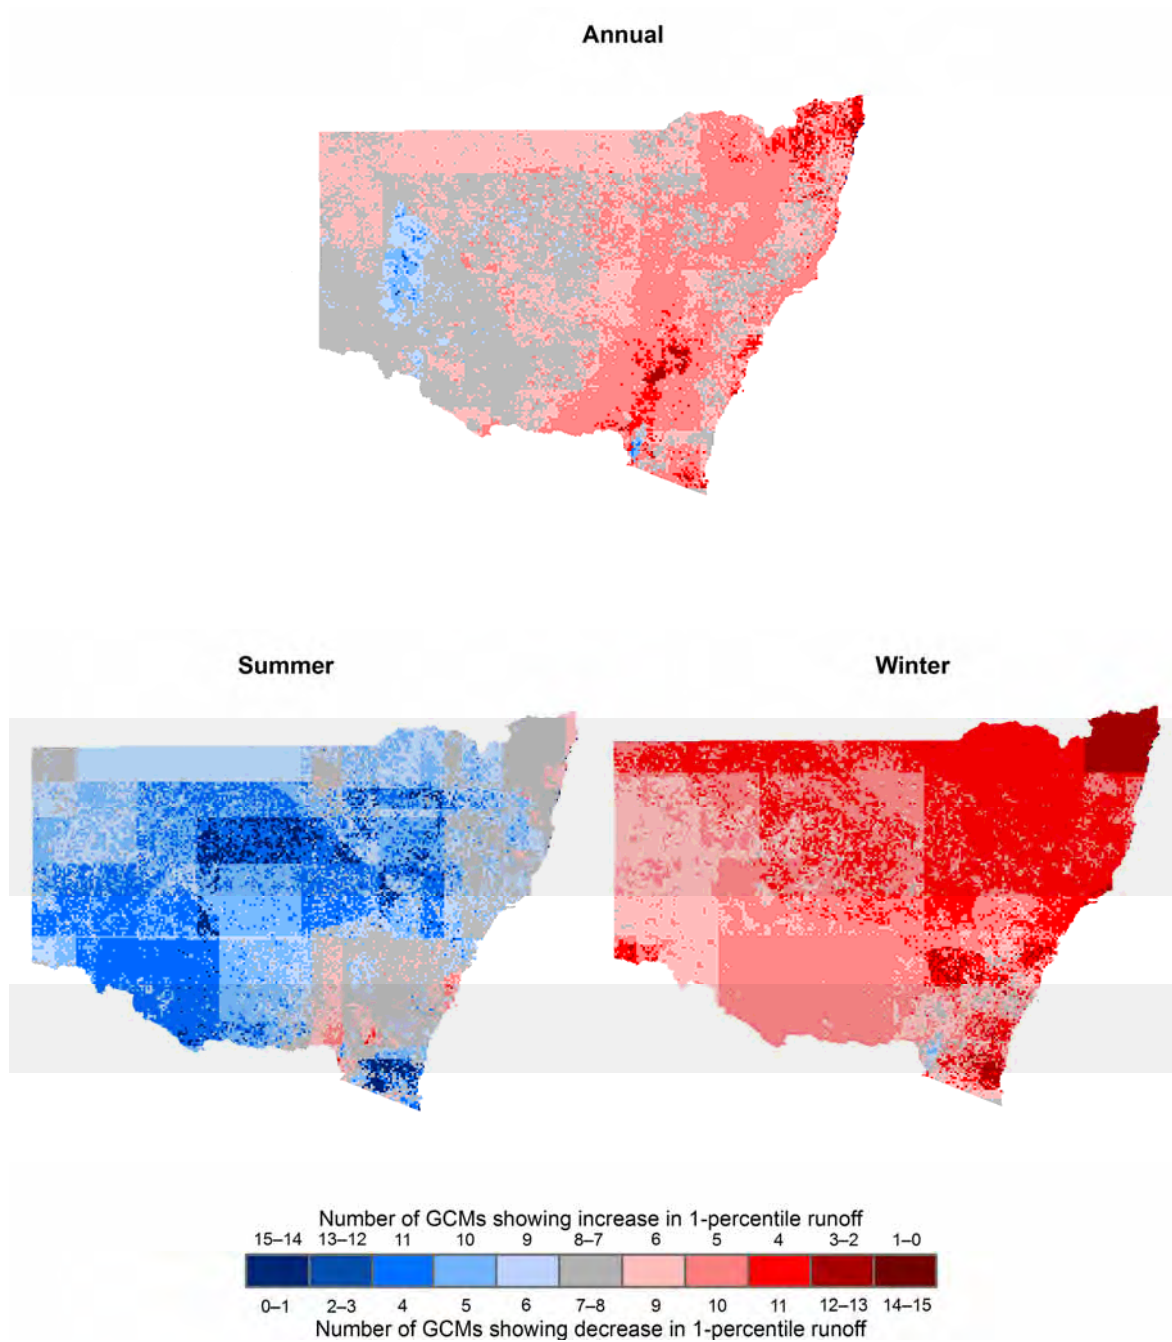 Annual
Summer
Winter
Number of GCMs showing increase in 1-percentile runoff
15–14 13–12 11 10 9 8–7 6 5 4 3–2 1–0
0–1 2–3 4 5 6 7–8 9 10 11 12–13 14–15
Number of GCMs showing decrease in 1-percentile runoff